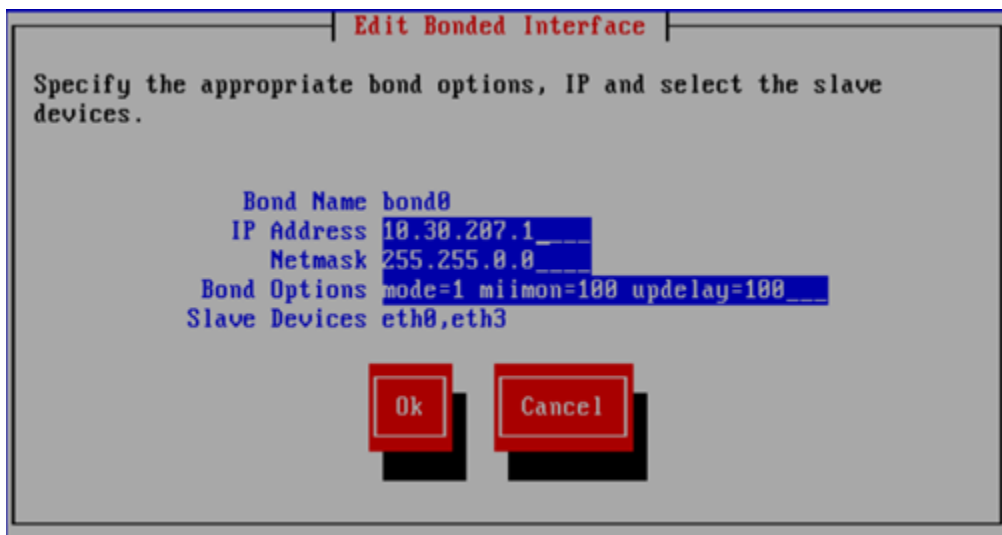 Edit Bonded Interface
Specify the appropriate bond options, IP and select the slave
devices.
Bond Name bond0
IP Address 10.30.207.1____
Netmask 255.255.0.0____
Bond Options mode=1 miimon=100 updelay=100___
Slave Devices eth0,eth3
Ok Cancel